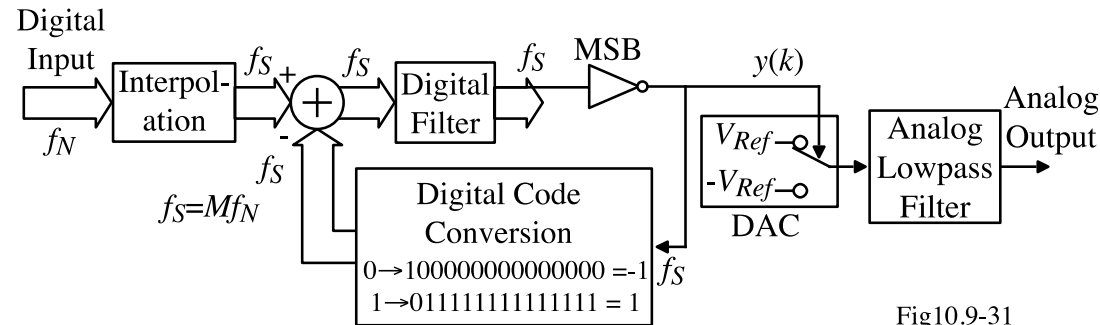 Digital
Input
f_N
Interpol-
ation
f_S
+
-
+
f_S
Digital
Filter
f_S
MSB
y(k)
f_S
f_S=Mf_N
Digital Code
Conversion
0→100000000000000 =-1
1→011111111111111 = 1
f_S
V_Ref
-V_Ref
DAC
Analog
Lowpass
Filter
Analog
Output
Fig10.9-31